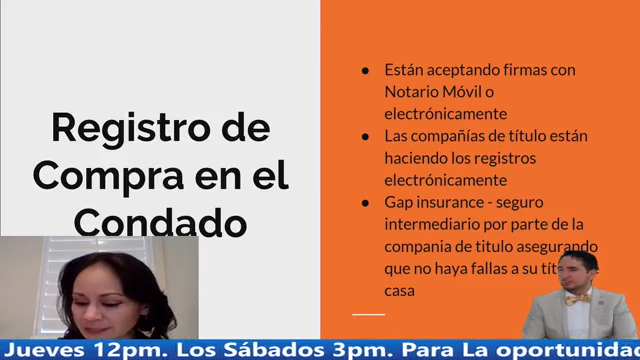 Registro de
Compra en el
Condado
● Están aceptando firmas con
Notario Móvil o
electrónicamente
● Las compañías de título están
haciendo los registros
electrónicamente
● Gap insurance - seguro
intermediario por parte de la
compania de titulo asegurando
que no haya fallas a su
casa
Jueves 12pm. Los Sábados 3pm. Para La oportunidad